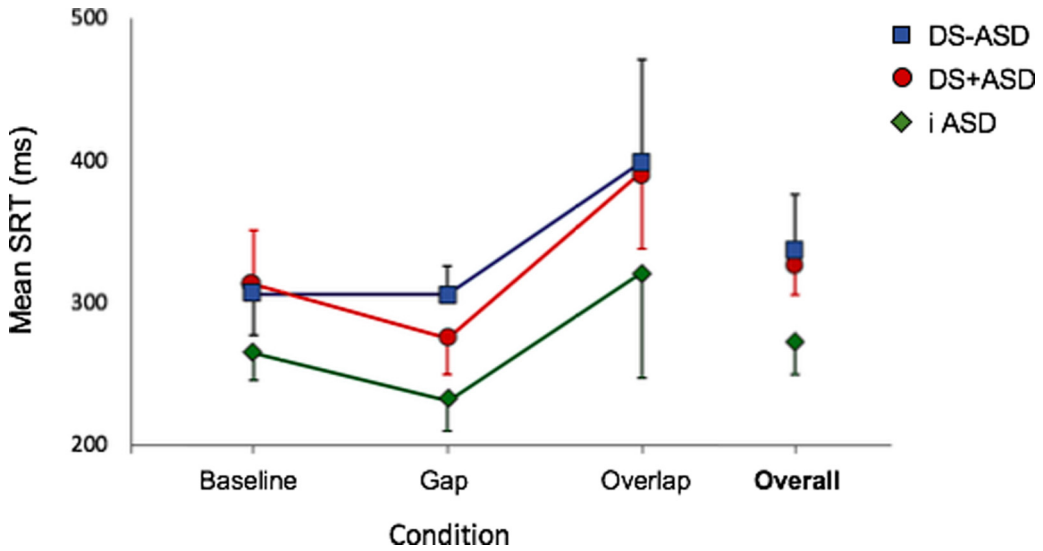 500
400
300
200
Mean SRT (ms)
Baseline
Gap
Overlap
Overall
Condition
DS-ASD
DS+ASD
i ASD